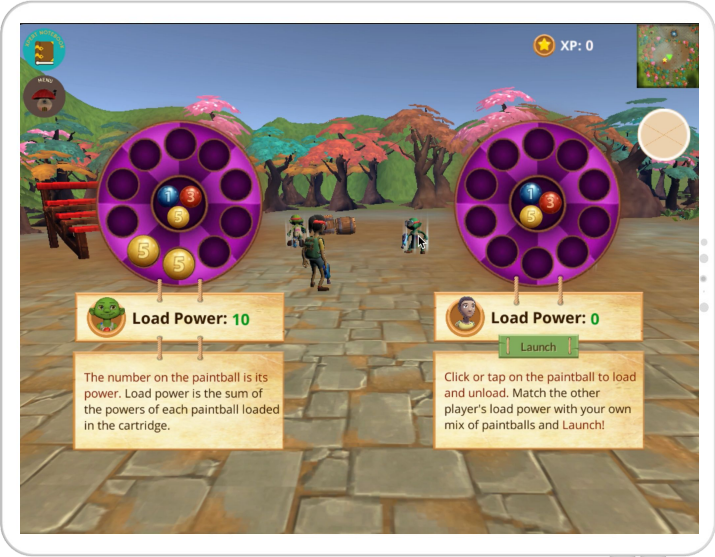 XP: 0
MENU
1
3
5
5
5
1
3
5
Load Power: 10
Load Power: 0
Launch
The number on the paintball is its
power. Load power is the sum of
the powers of each paintball loaded
in the cartridge.
Click or tap on the paintball to load
and unload. Match the other
player's load power with your own
mix of paintballs and Launch!